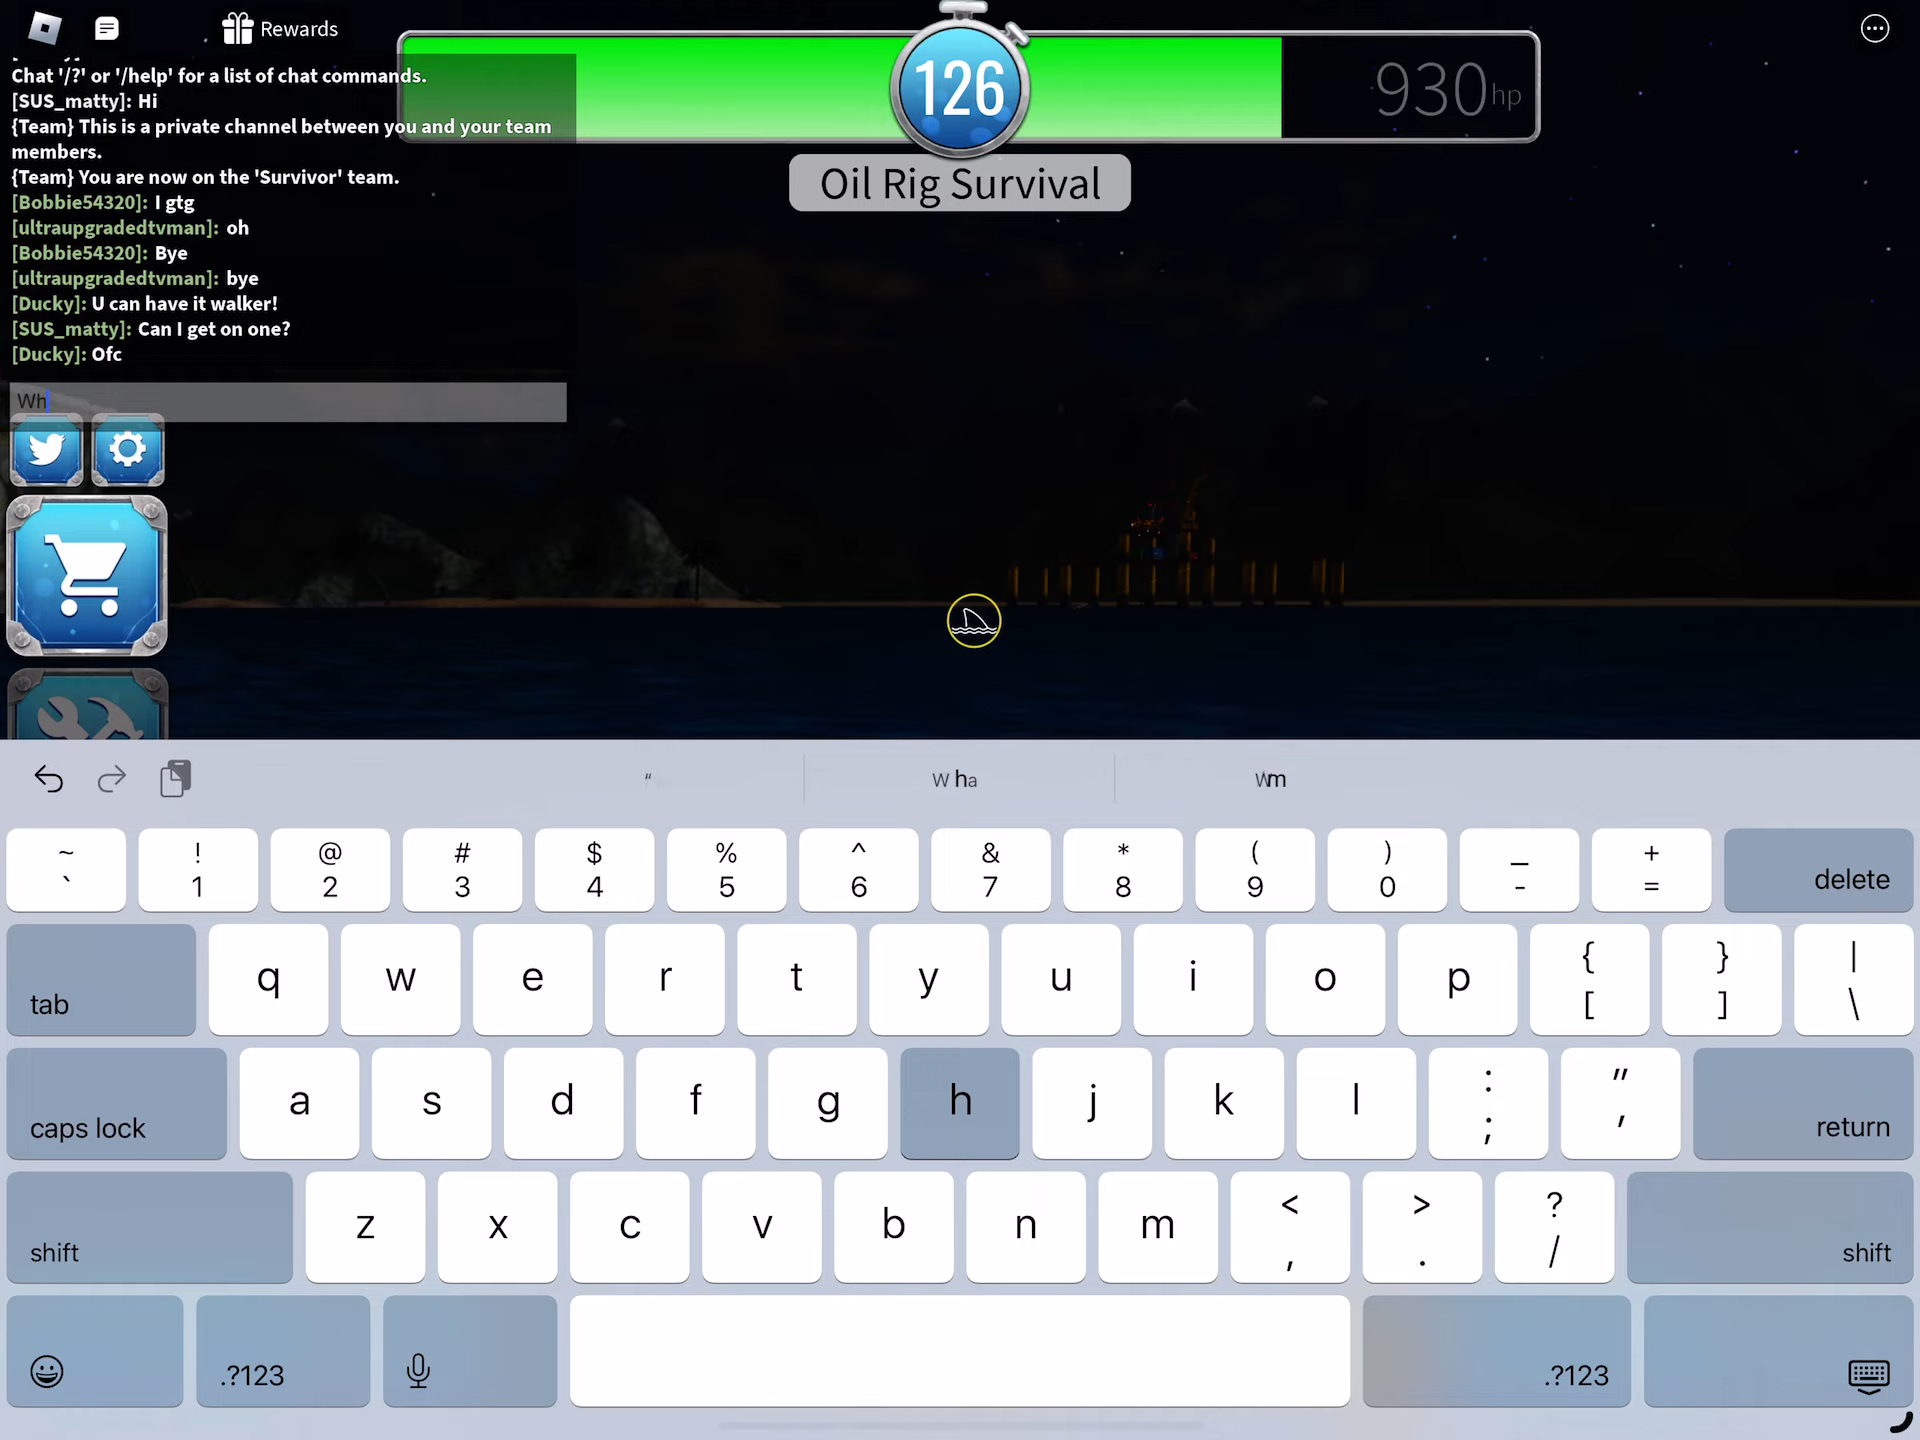 Rewards
126
930hp
Oil Rig Survival
Chat '/?' or '/help' for a list of chat commands.
[SUS_matty]: Hi
{Team} This is a private channel between you and your team
members.
{Team} You are now on the 'Survivor' team.
[Bobbie54320]: I gtg
[ultraupgradedtvman]: oh
[Bobbie54320]: Bye
[ultraupgradedtvman]: bye
[Ducky]: U can have it walker!
[SUS_matty]: Can I get on one?
[Ducky]: Ofc
Wh
~ ! @ # $ % ^ & * ( ) _ +
` 1 2 3 4 5 6 7 8 9 0 - = delete
tab q w e r t y u i o p { [ } ] | \
caps lock a s d f g h j k l : ; " ' return
shift z x c v b n m < , > . ? / shift
.?123 .?123